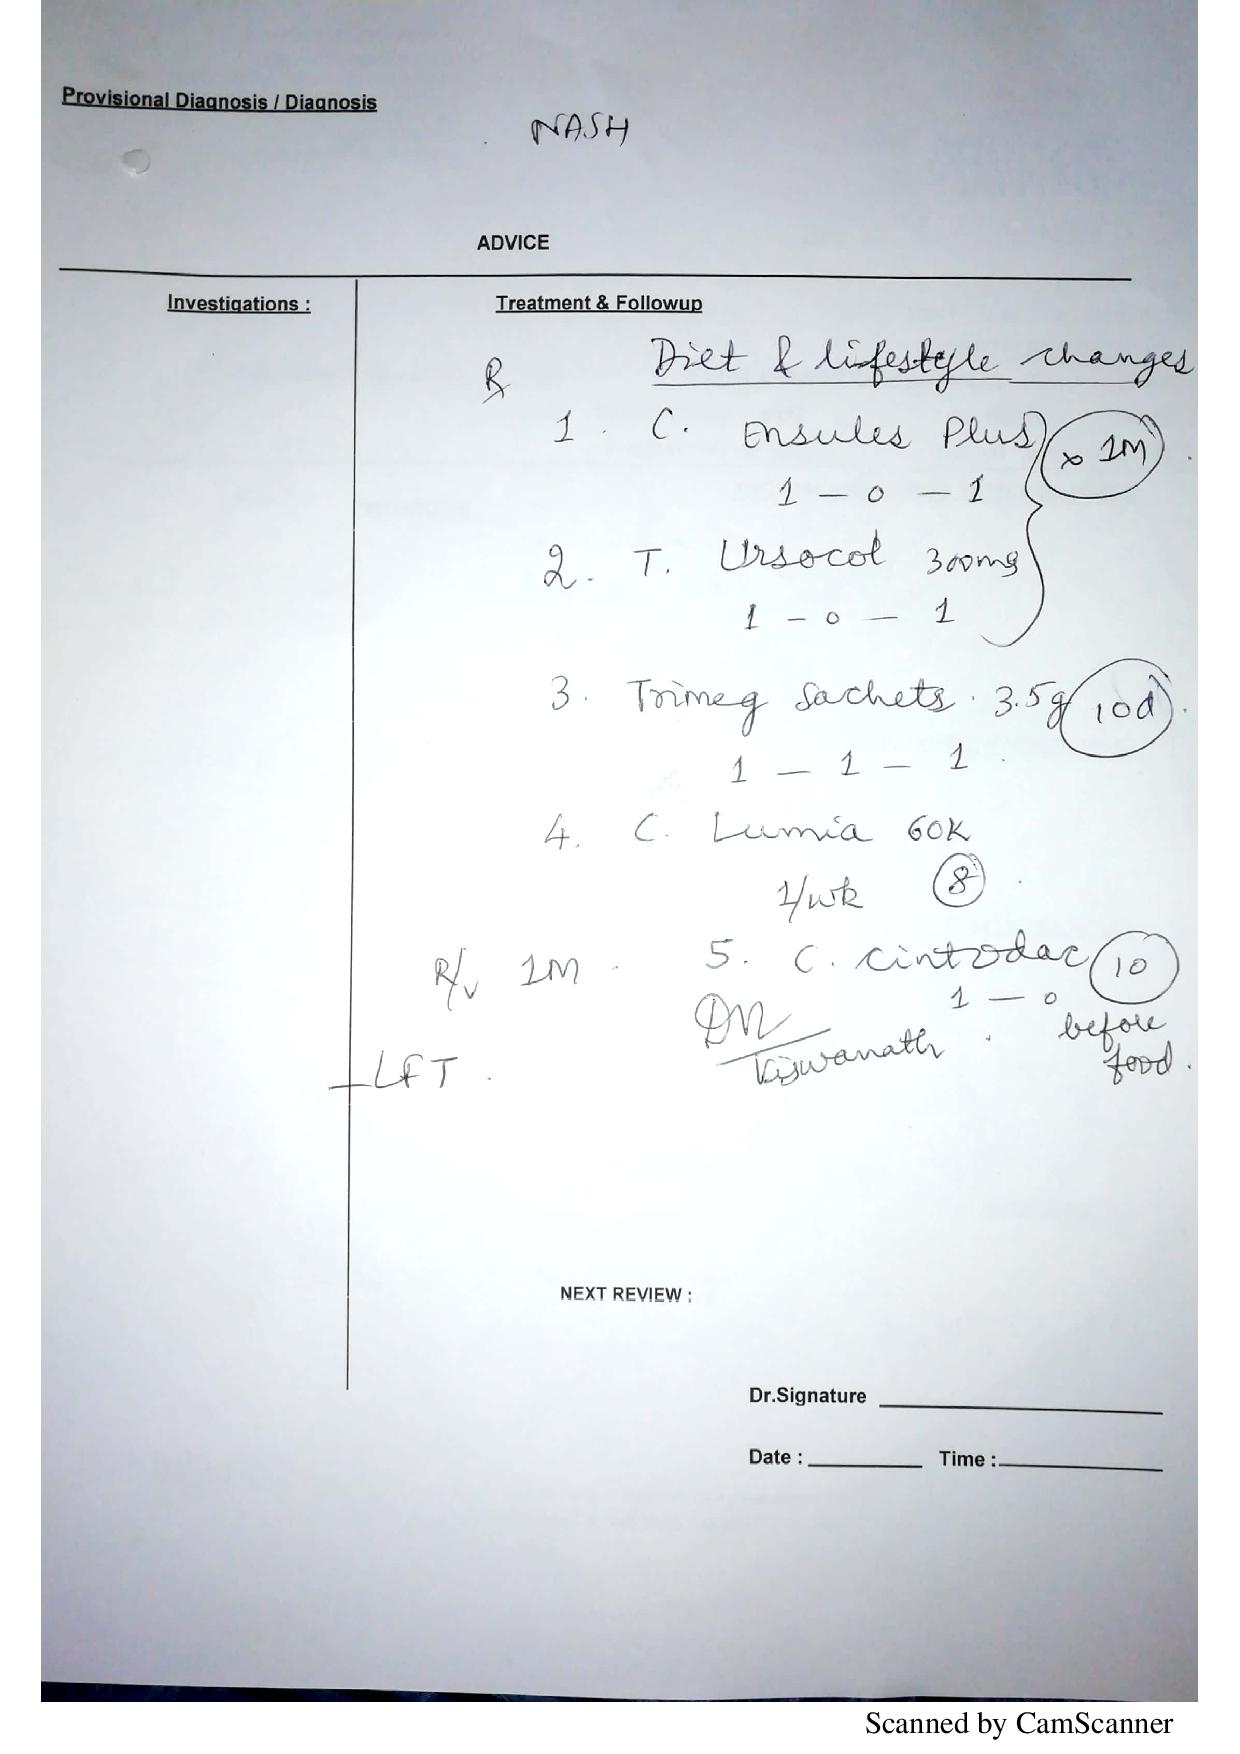 Provisional Diagnosis / Diagnosis
NASH
ADVICE
Investigations :
Treatment & Followup
Rx Diet & lifestyle changes
1. C. Ensules Plus x 1M
1 - 0 - 1
2. T. Ursocol 300mg
1 - 0 - 1
3. Trimeg sachets. 3.5g 10d
1 - 1 - 1
4. C. Lumia 60K
1/wk 8
5. C. cintodac 10
1 - 0 before food.
R/v 1M
LFT.
Viswanath
NEXT REVIEW :
Dr.Signature
Date : Time :
Scanned by CamScanner